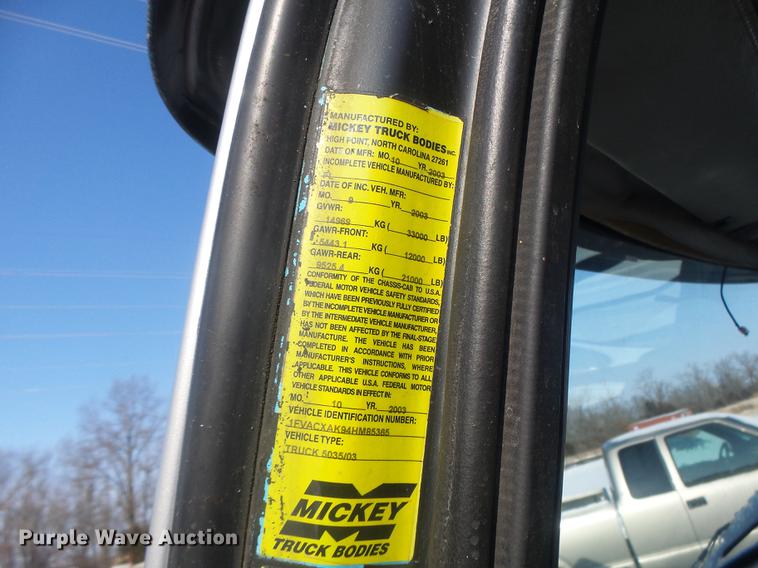 MANUFACTURED BY:
MICKEY TRUCK BODIES INC.
HIGH POINT, NORTH CAROLINA 27261
DATE OF MFR: MO. 10 YR. 2003
INCOMPLETE VEHICLE MANUFACTURED BY:
FL
DATE OF INC. VEH. MFR:
MO. 9 YR. 2003
GVWR:
14969 KG ( 33000 LB)
GAWR-FRONT:
5443.1 KG ( 12000 LB)
GAWR-REAR:
9525.4 KG ( 21000 LB)
CONFORMITY OF THE CHASSIS-CAB TO U.S.A.
FEDERAL MOTOR VEHICLE SAFETY STANDARDS,
WHICH HAVE BEEN PREVIOUSLY FULLY CERTIFIED
BY THE INCOMPLETE VEHICLE MANUFACTURER OR
BY THE INTERMEDIATE VEHICLE MANUFACTURER,
HAS NOT BEEN AFFECTED BY THE FINAL-STAGE
MANUFACTURE. THE VEHICLE HAS BEEN
COMPLETED IN ACCORDANCE WITH PRIOR
MANUFACTURER'S INSTRUCTIONS, WHERE
APPLICABLE. THIS VEHICLE CONFORMS TO ALL
OTHER APPLICABLE U.S.A. FEDERAL MOTOR
VEHICLE STANDARDS IN EFFECT IN:
MO. 10 YR. 2003
VEHICLE IDENTIFICATION NUMBER:
1FVACXAK94HM85365
VEHICLE TYPE:
TRUCK 5035/03
MICKEY
TRUCK BODIES
Purple Wave Auction